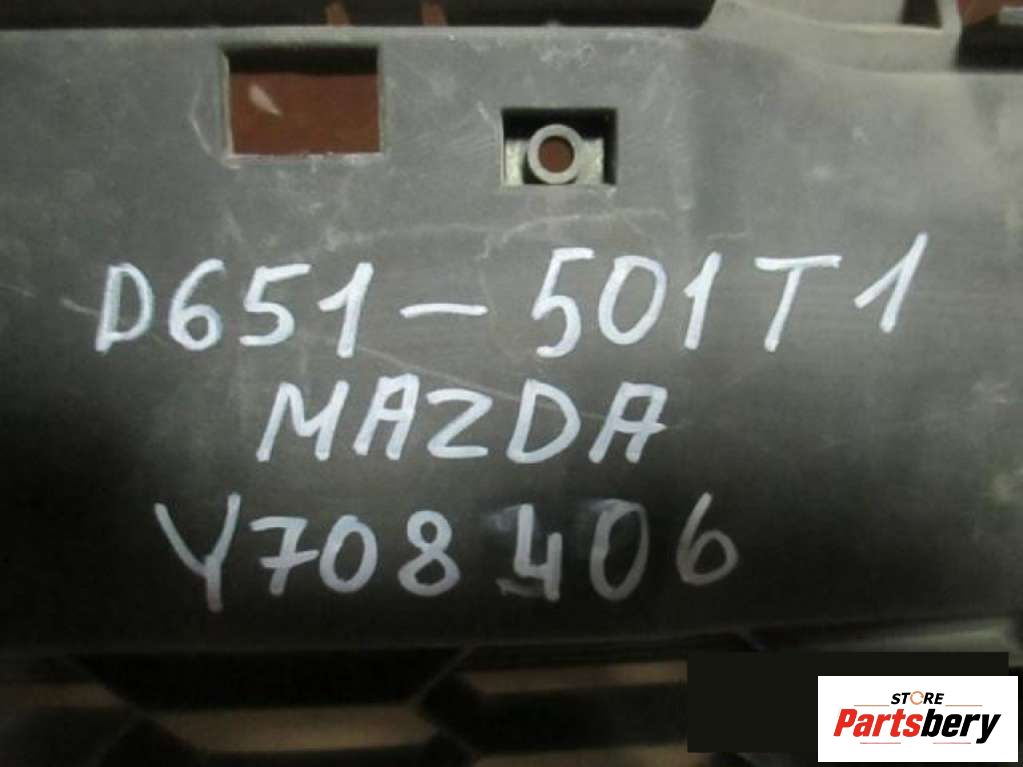 D651-501T1
MAZDA
Y708406
STORE
Partsbery